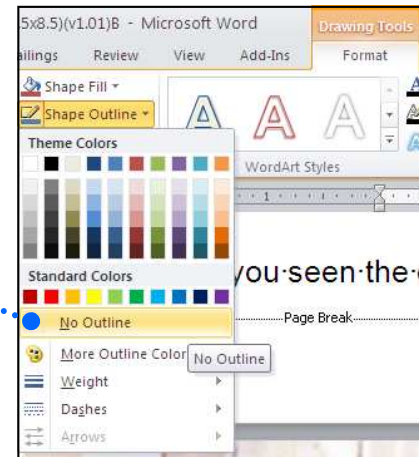 .5x8.5)(v1.01)B - Microsoft Word
Drawing Tools
ailings Review View Add-Ins Format
Shape Fill
Shape Outline
WordArt Styles
Theme Colors
1
Standard Colors
you·seen·the·
No Outline
Page Break
More Outline Color
No Outline
Weight
Dashes
Arrows